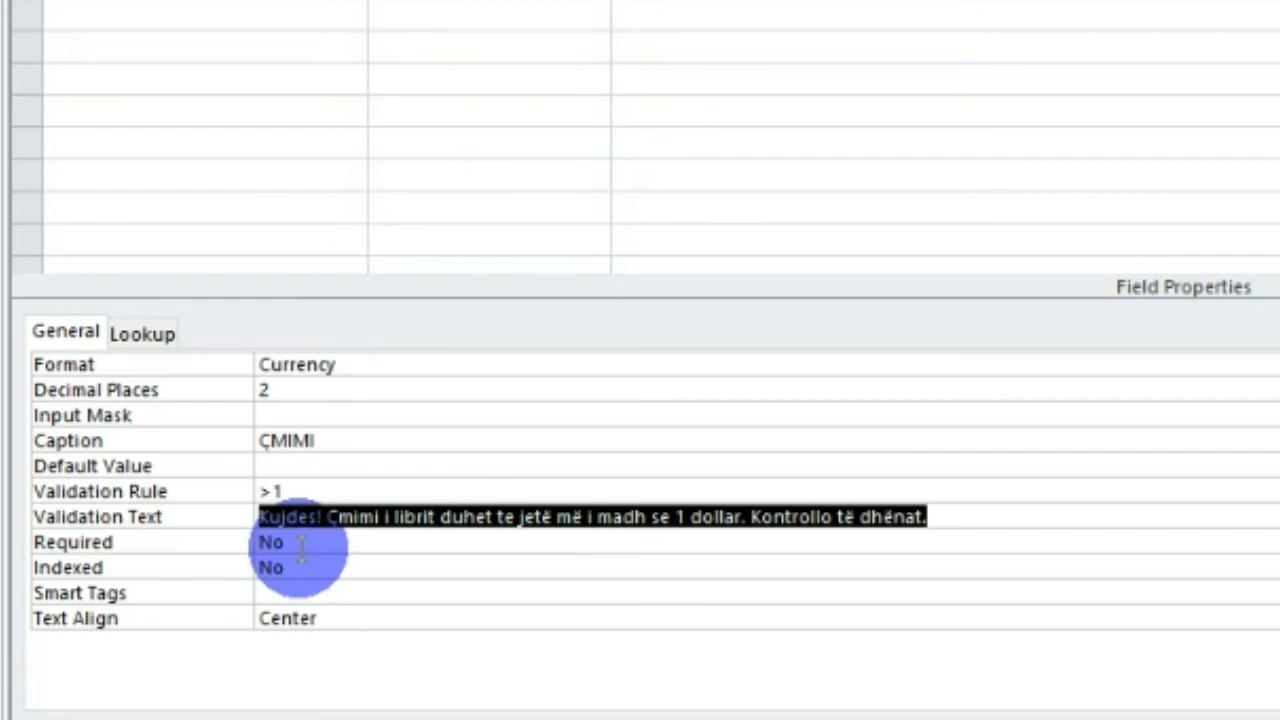 Field Properties
General Lookup
Format Currency
Decimal Places 2
Input Mask
Caption ÇMIMI
Default Value
Validation Rule >1
Validation Text Kujdes! Çmimi i librit duhet te jetë më i madh se 1 dollar. Kontrollo të dhënat.
Required No
Indexed No
Smart Tags
Text Align Center